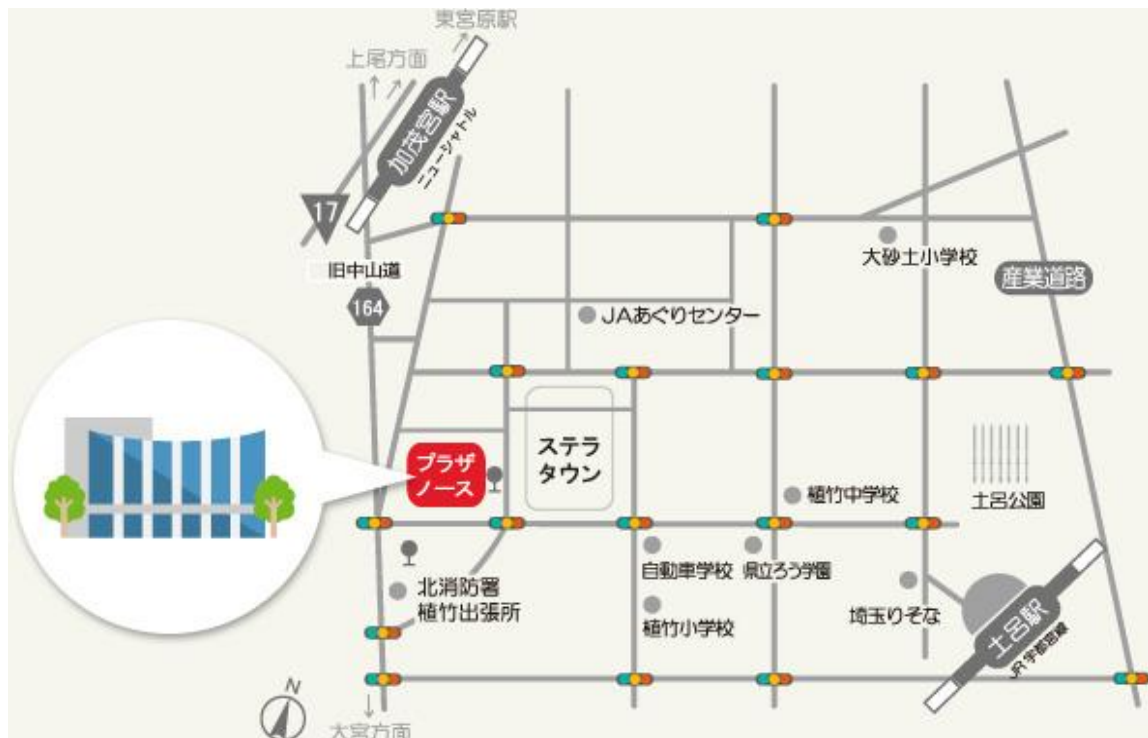 東宮原駅
上尾方面
加茂宮駅
ニューシャトル
17
旧中山道
164
大砂土小学校
産業道路
JAあぐりセンター
プラザ
ノース
ステラ
タウン
植竹中学校
土呂公園
自動車学校
県立ろう学園
北消防署
植竹出張所
植竹小学校
埼玉りそな
土呂駅
JR宇都宮線
N
大宮方面